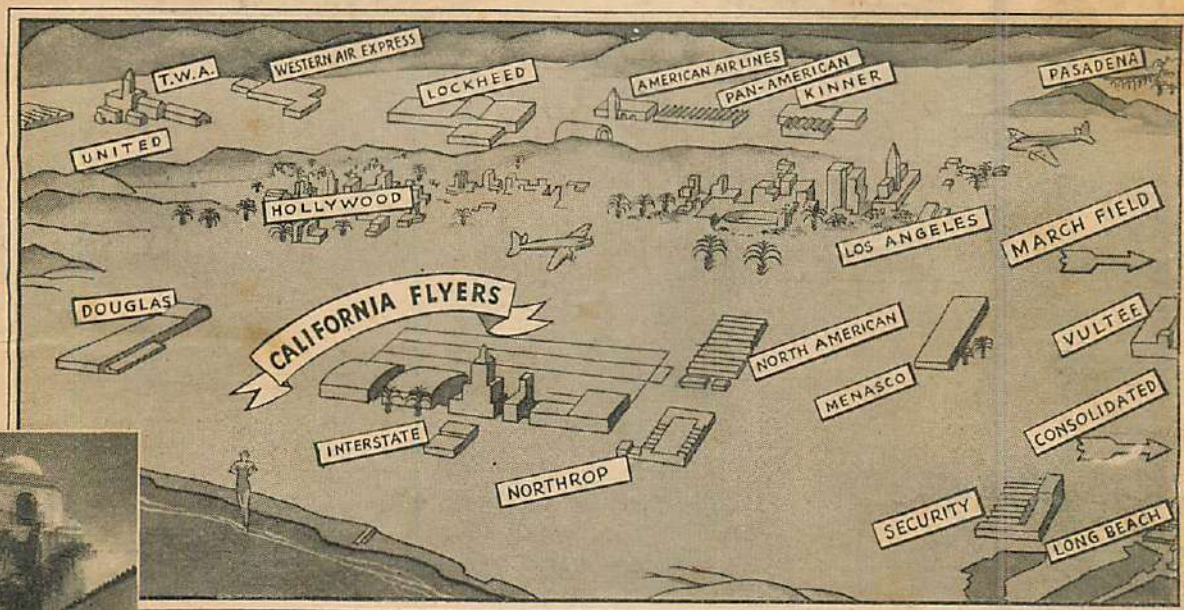 T.W.A.
WESTERN AIR EXPRESS
LOCKHEED
AMERICAN AIR LINES
PAN-AMERICAN
KINNER
PASADENA
UNITED
HOLLYWOOD
LOS ANGELES
MARCH FIELD
DOUGLAS
CALIFORNIA FLYERS
NORTH AMERICAN
VULTEE
MENASCO
INTERSTATE
NORTHROP
CONSOLIDATED
SECURITY
LONG BEACH